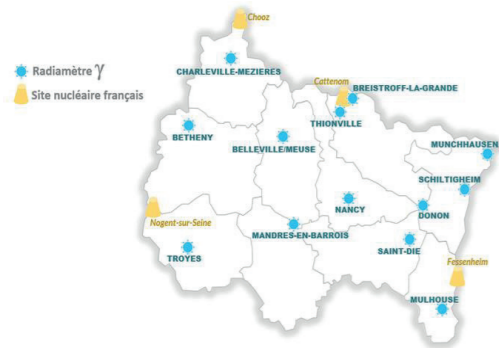 Chooz
Radiamètre γ
CHARLEVILLE-MEZIERES
Site nucléaire français
Cattenom
BREISTROFF-LA-GRANDE
THIONVILLE
BETHENY
BELLEVILLE/MEUSE
MUNCHHAUSEN
SCHILTIGHEIM
NANCY
DONON
Nogent-sur-Seine
MANDRES-EN-BARROIS
SAINT-DIE
TROYES
Fessenheim
MULHOUSE